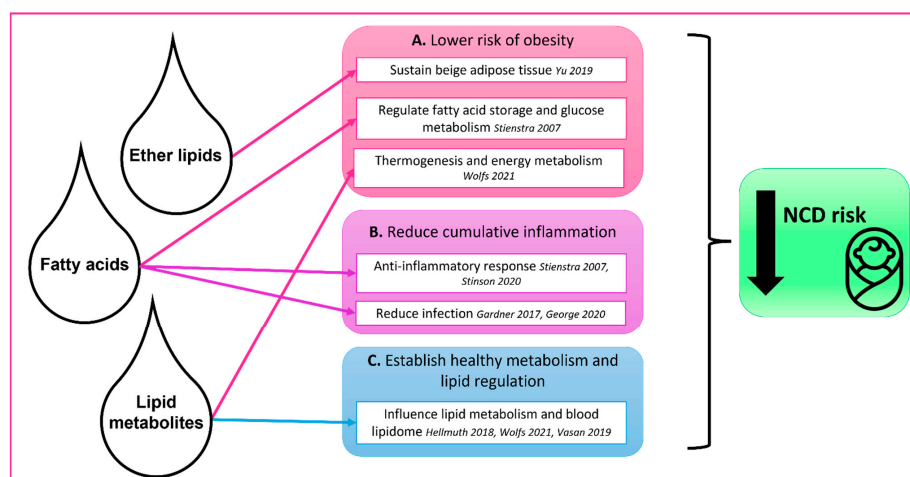 A. Lower risk of obesity
Sustain beige adipose tissue Yu 2019
Regulate fatty acid storage and glucose
metabolism Stienstra 2007
Thermogenesis and energy metabolism
Wolfs 2021
Ether lipids
Fatty acids
Lipid
metabolites
B. Reduce cumulative inflammation
Anti-inflammatory response Stienstra 2007,
Stinson 2020
Reduce infection Gardner 2017, George 2020
C. Establish healthy metabolism and
lipid regulation
Influence lipid metabolism and blood
lipidome Hellmuth 2018, Wolfs 2021, Vasan 2019
NCD risk